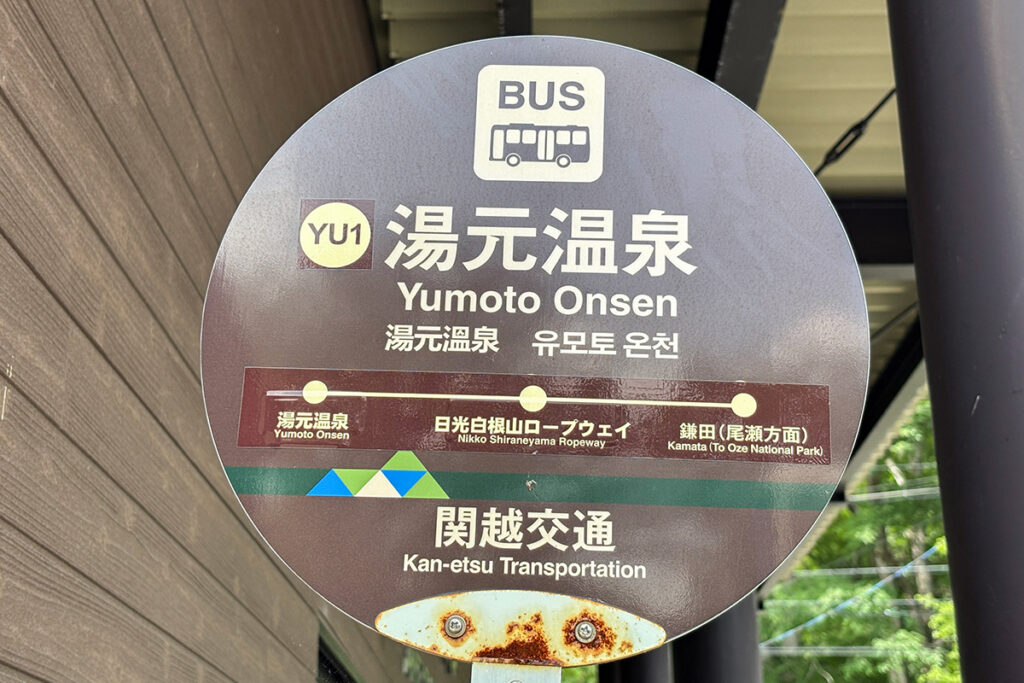 BUS
YU1
湯元温泉
Yumoto Onsen
湯元溫泉 유모토 온천
湯元温泉
Yumoto Onsen
日光白根山ロープウェイ
Nikko Shiraneyama Ropeway
鎌田(尾瀬方面)
Kamata (To Oze National Park)
関越交通
Kan-etsu Transportation